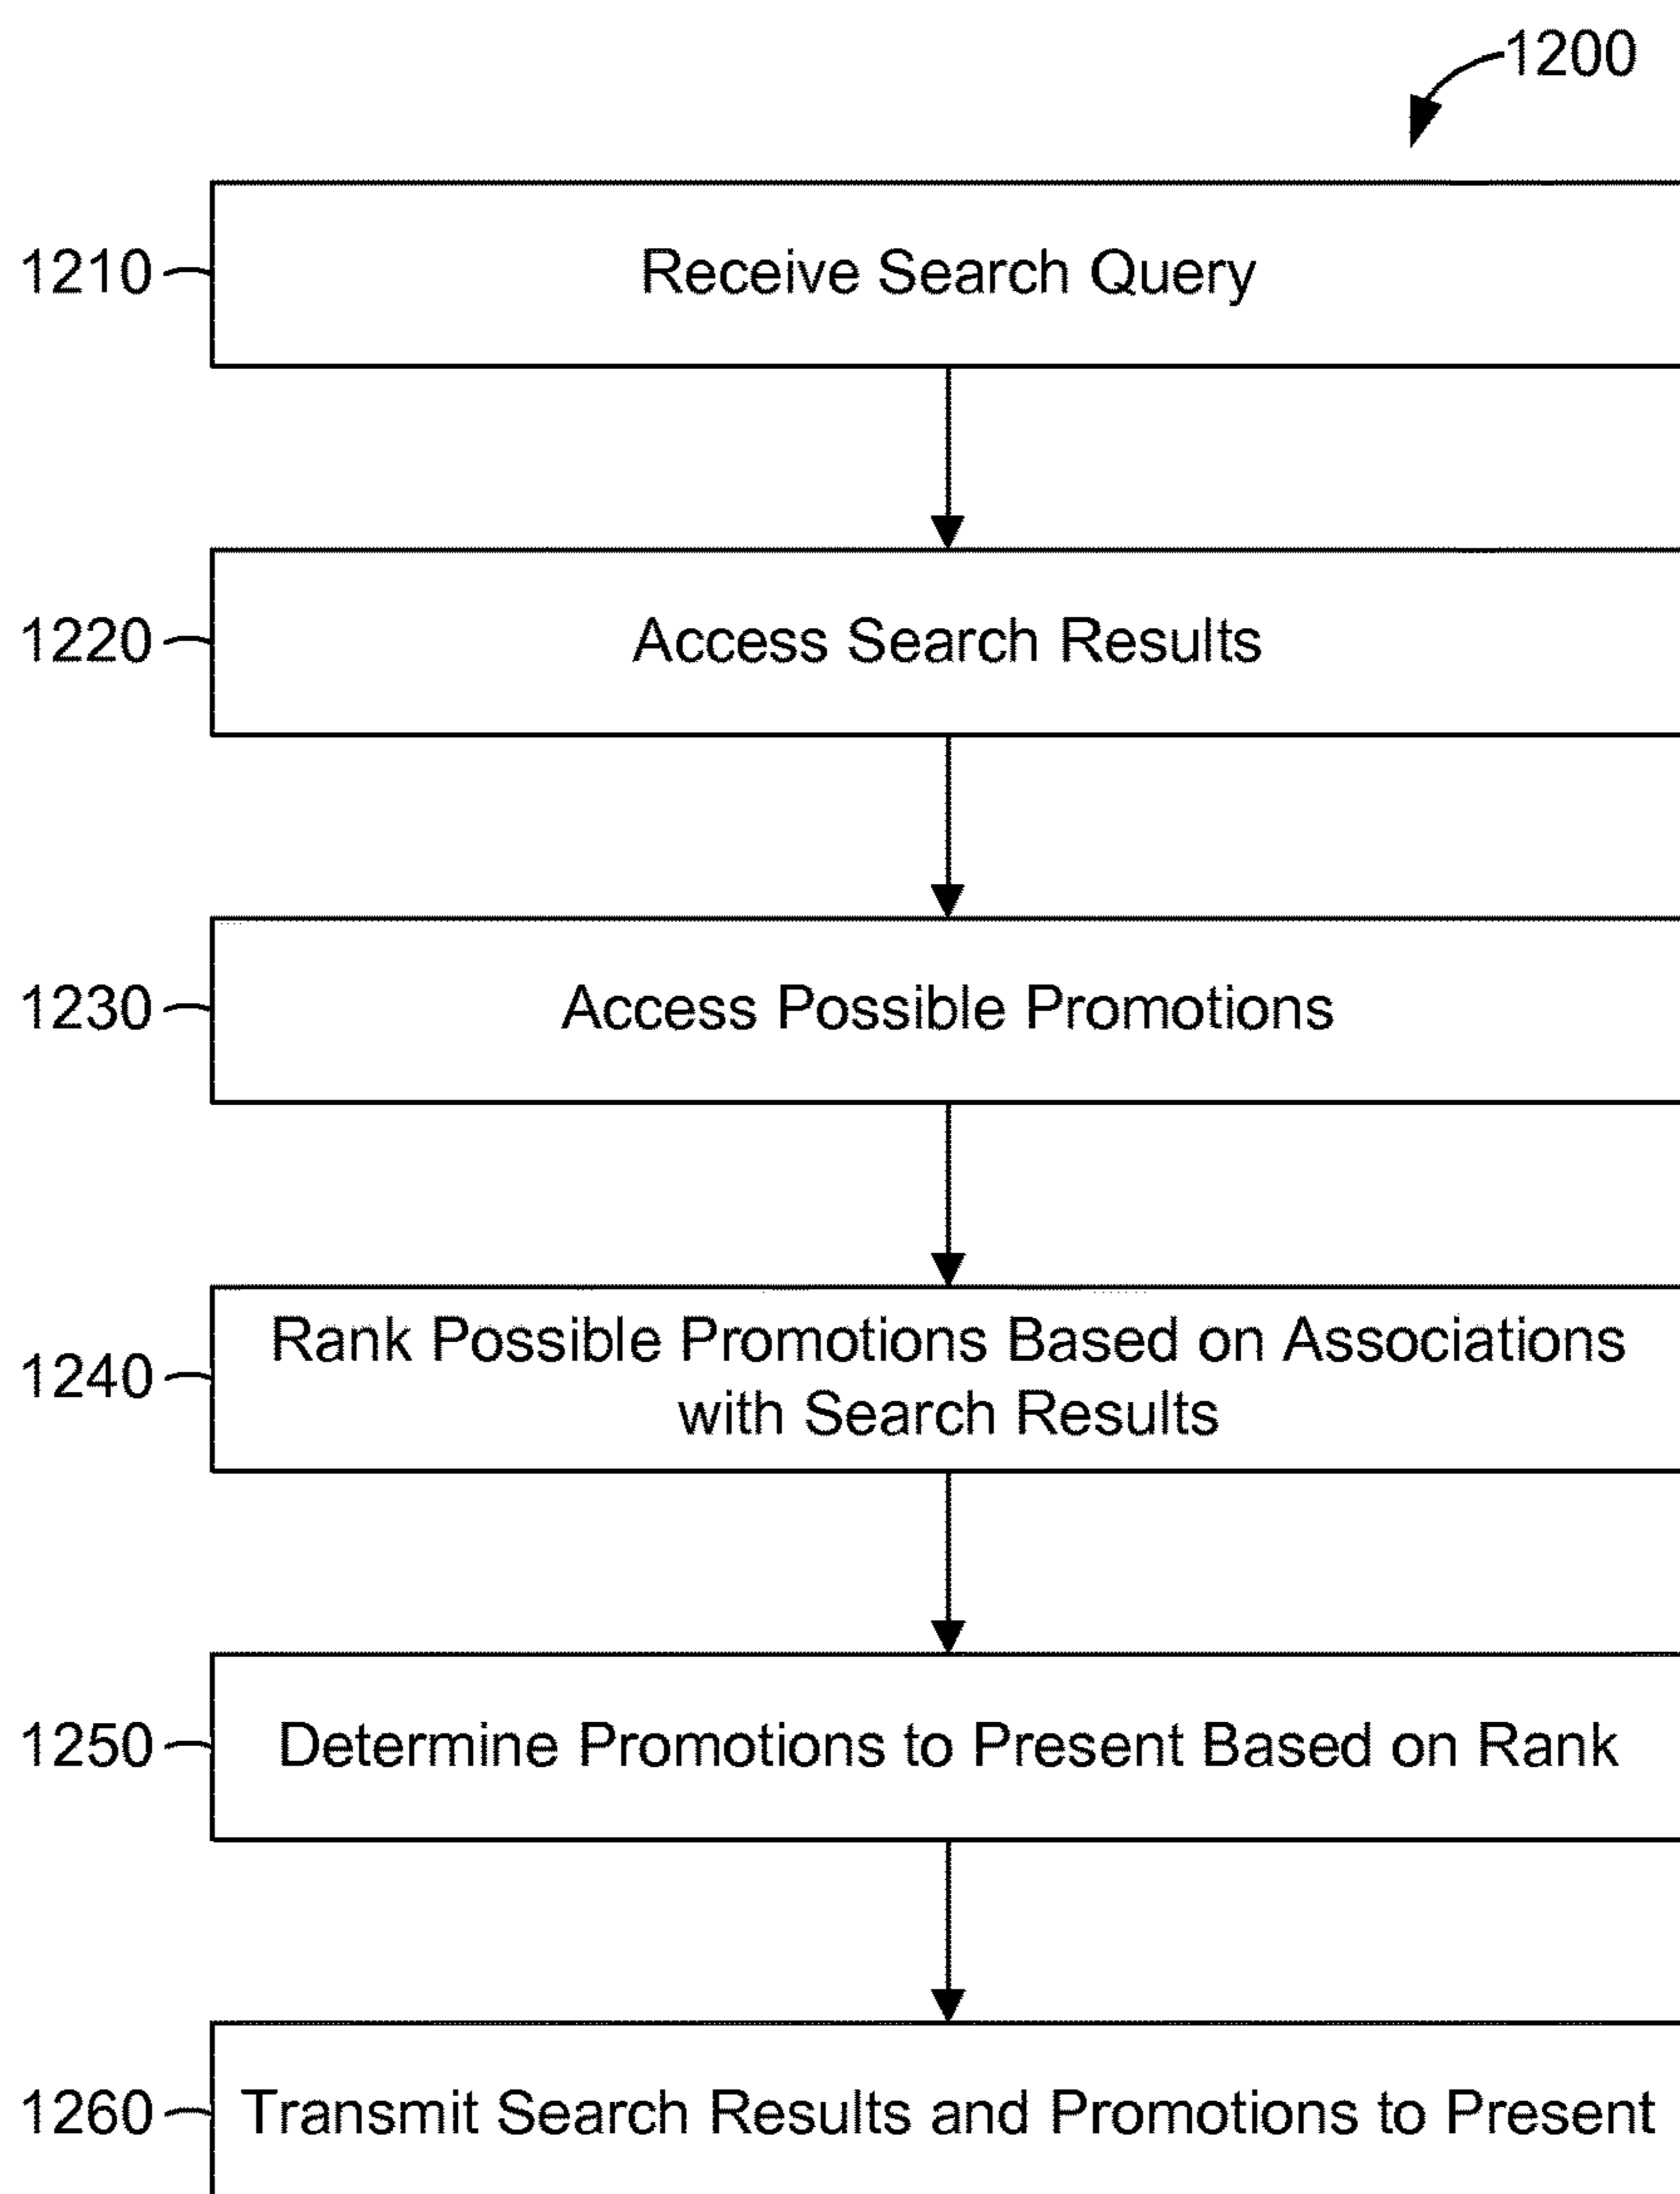 1200
1210
Receive Search Query
1220
Access Search Results
1230
Access Possible Promotions
1240
Rank Possible Promotions Based on Associations
with Search Results
1250
Determine Promotions to Present Based on Rank
1260
Transmit Search Results and Promotions to Present